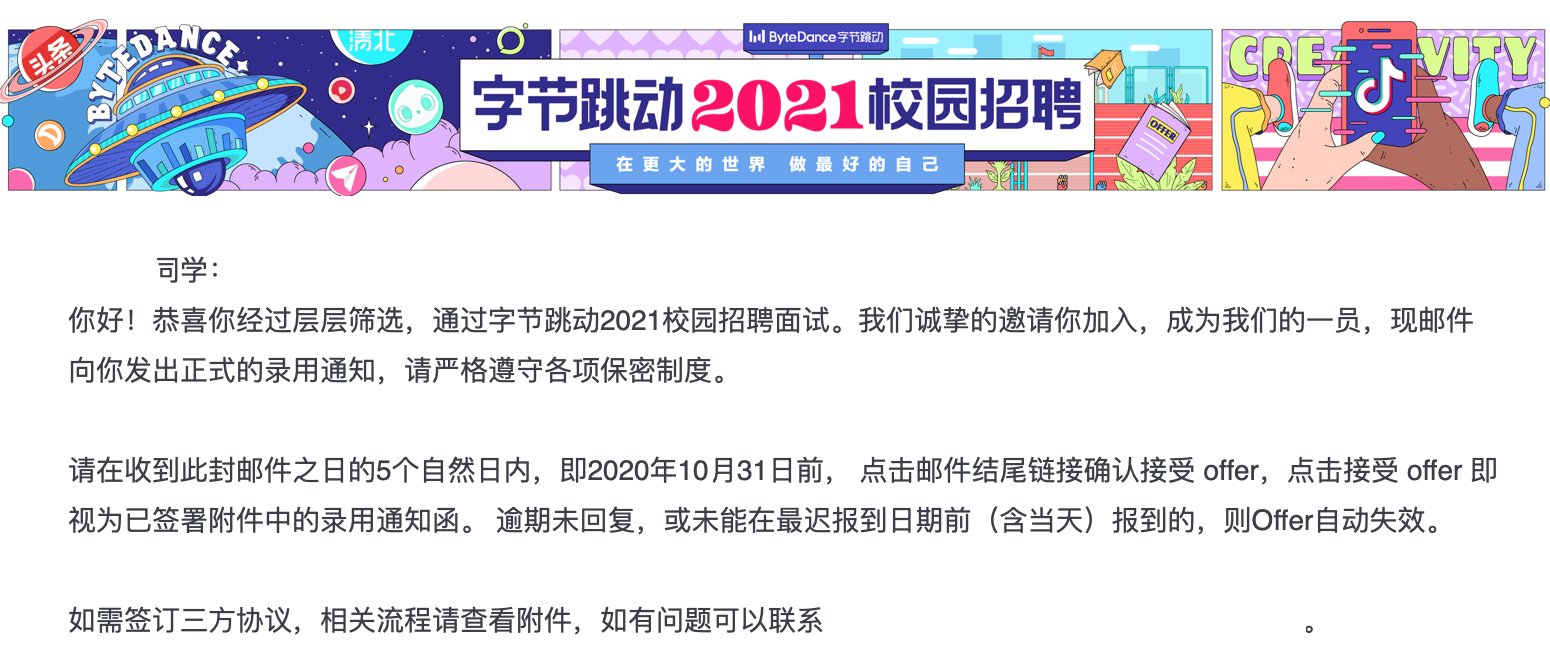 头条
BYTEDANCE
清北
ByteDance字节跳动
字节跳动2021校园招聘
在更大的世界 做最好的自己
OFFER
CREATIVITY
司学：
你好！恭喜你经过层层筛选，通过字节跳动2021校园招聘面试。我们诚挚的邀请你加入，成为我们的一员，现邮件
向你发出正式的录用通知，请严格遵守各项保密制度。
请在收到此封邮件之日的5个自然日内，即2020年10月31日前， 点击邮件结尾链接确认接受 offer，点击接受 offer 即
视为已签署附件中的录用通知函。 逾期未回复，或未能在最迟报到日期前（含当天）报到的，则Offer自动失效。
如需签订三方协议，相关流程请查看附件，如有问题可以联系 。